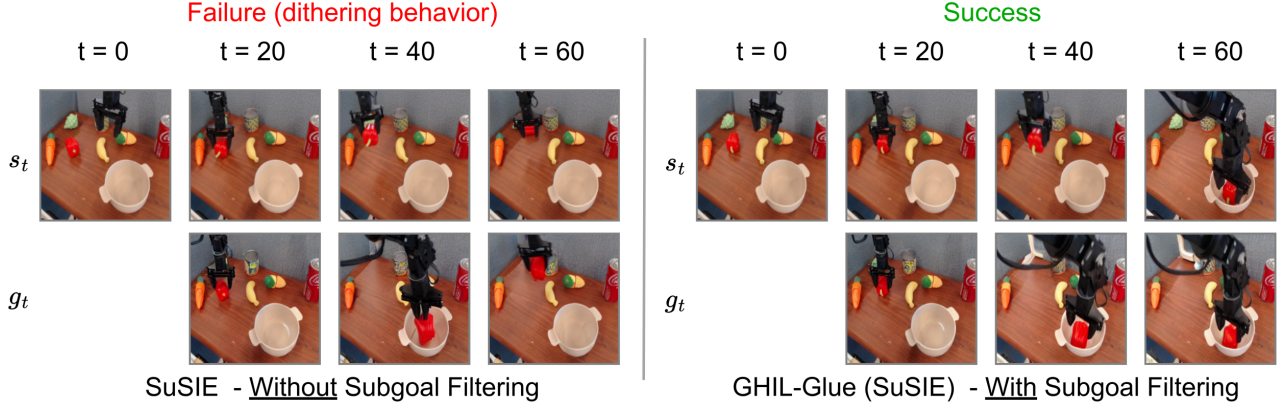 Failure (dithering behavior)
Success
t = 0 t = 20 t = 40 t = 60
t = 0 t = 20 t = 40 t = 60
s_t
s_t
g_t
g_t
SuSIE - Without Subgoal Filtering
GHIL-Glue (SuSIE) - With Subgoal Filtering